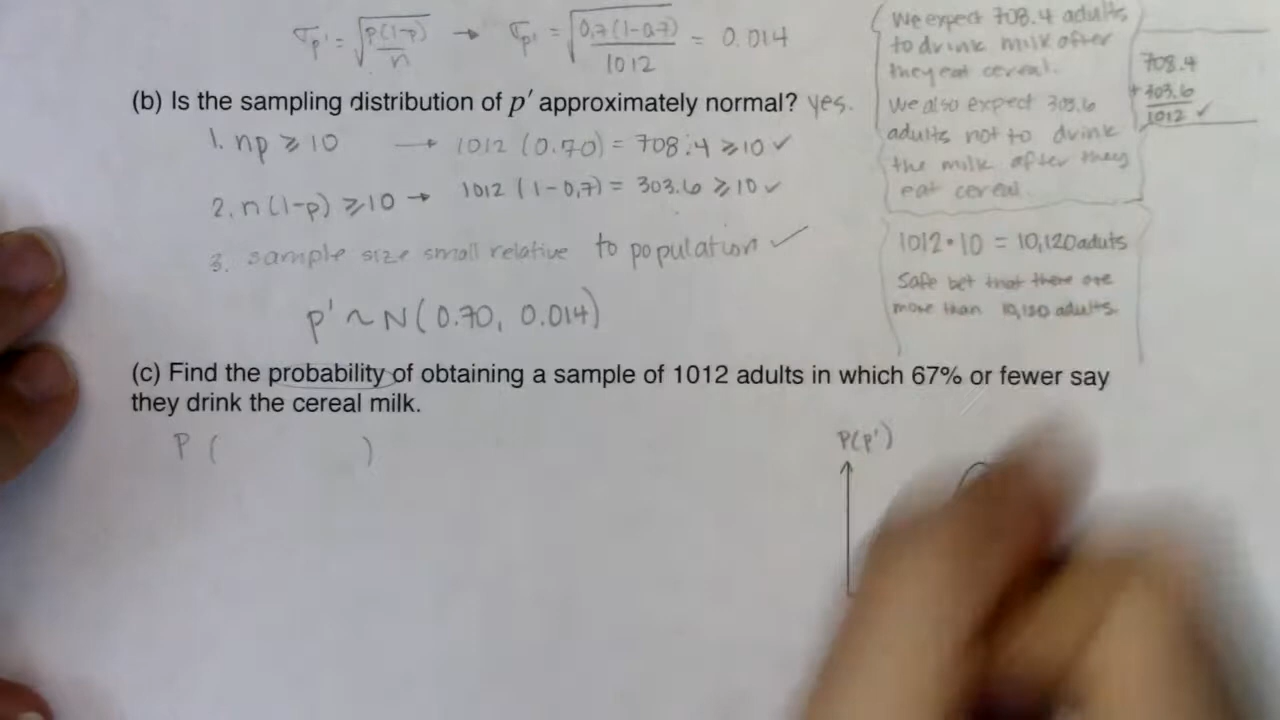 σp' = √p(1-p)/n → σp' = √0.7(1-0.7)/1012 = 0.014
(b) Is the sampling distribution of p′ approximately normal? yes.
1. np ≥ 10 → 1012 (0.70) = 708.4 ≥ 10 ✓
2. n(1-p) ≥ 10 → 1012 (1-0.7) = 303.6 ≥ 10 ✓
3. sample size small relative to population ✓
p' ~ N(0.70, 0.014)
We expect 708.4 adults
to drink milk after
they eat cereal.
We also expect 303.6
adults not to drink
the milk after they
eat cereal.
708.4
+ 303.6
1012 ✓
1012 • 10 = 10,120 adults
Safe bet that there are
more than 10,120 adults.
(c) Find the probability of obtaining a sample of 1012 adults in which 67% or fewer say
they drink the cereal milk.
P (           )
P(p')